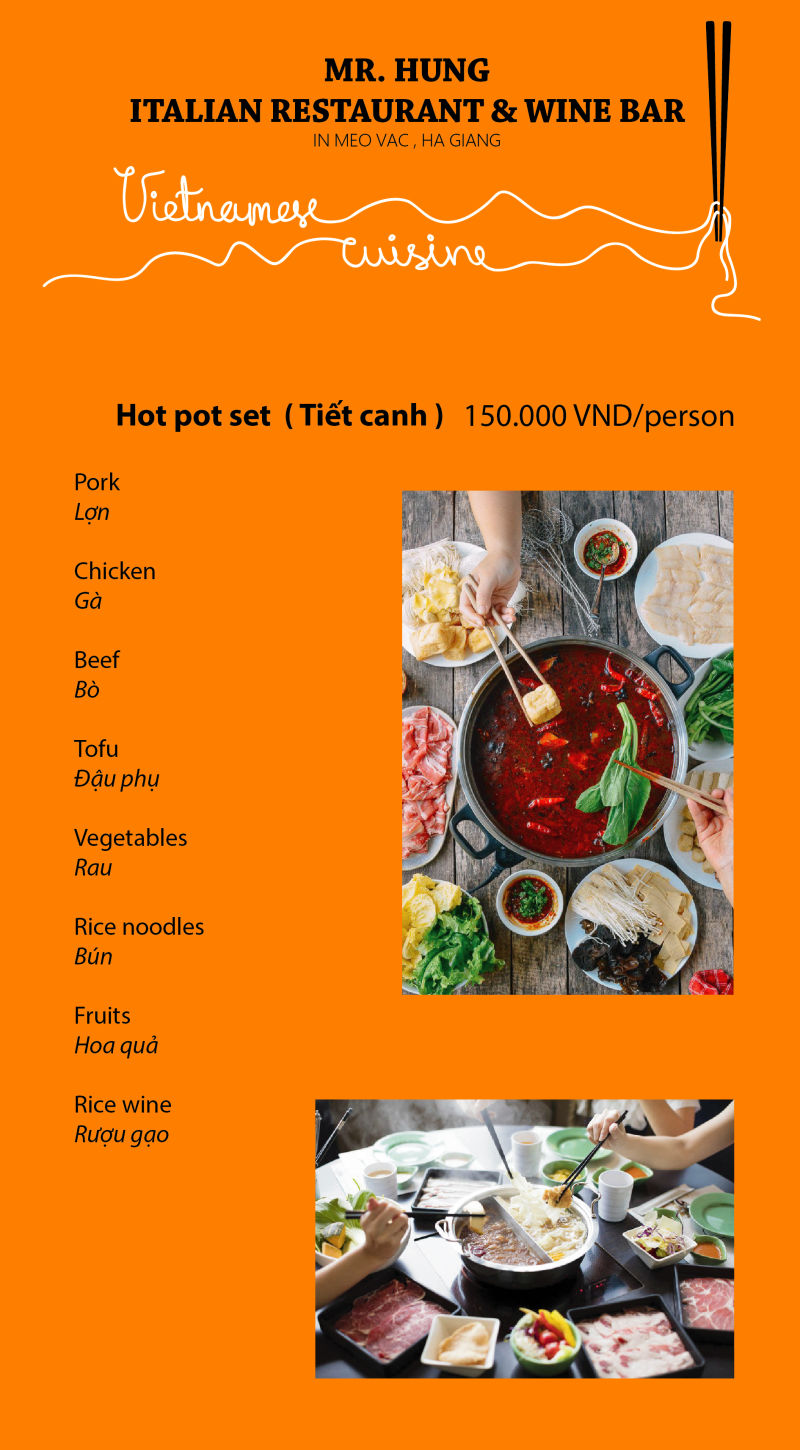 MR. HUNG
ITALIAN RESTAURANT & WINE BAR
IN MEO VAC , HA GIANG
Vietnamese
cuisine
Hot pot set ( Tiết canh ) 150.000 VND/person
Pork
Lợn
Chicken
Gà
Beef
Bò
Tofu
Đậu phụ
Vegetables
Rau
Rice noodles
Bún
Fruits
Hoa quả
Rice wine
Rượu gạo